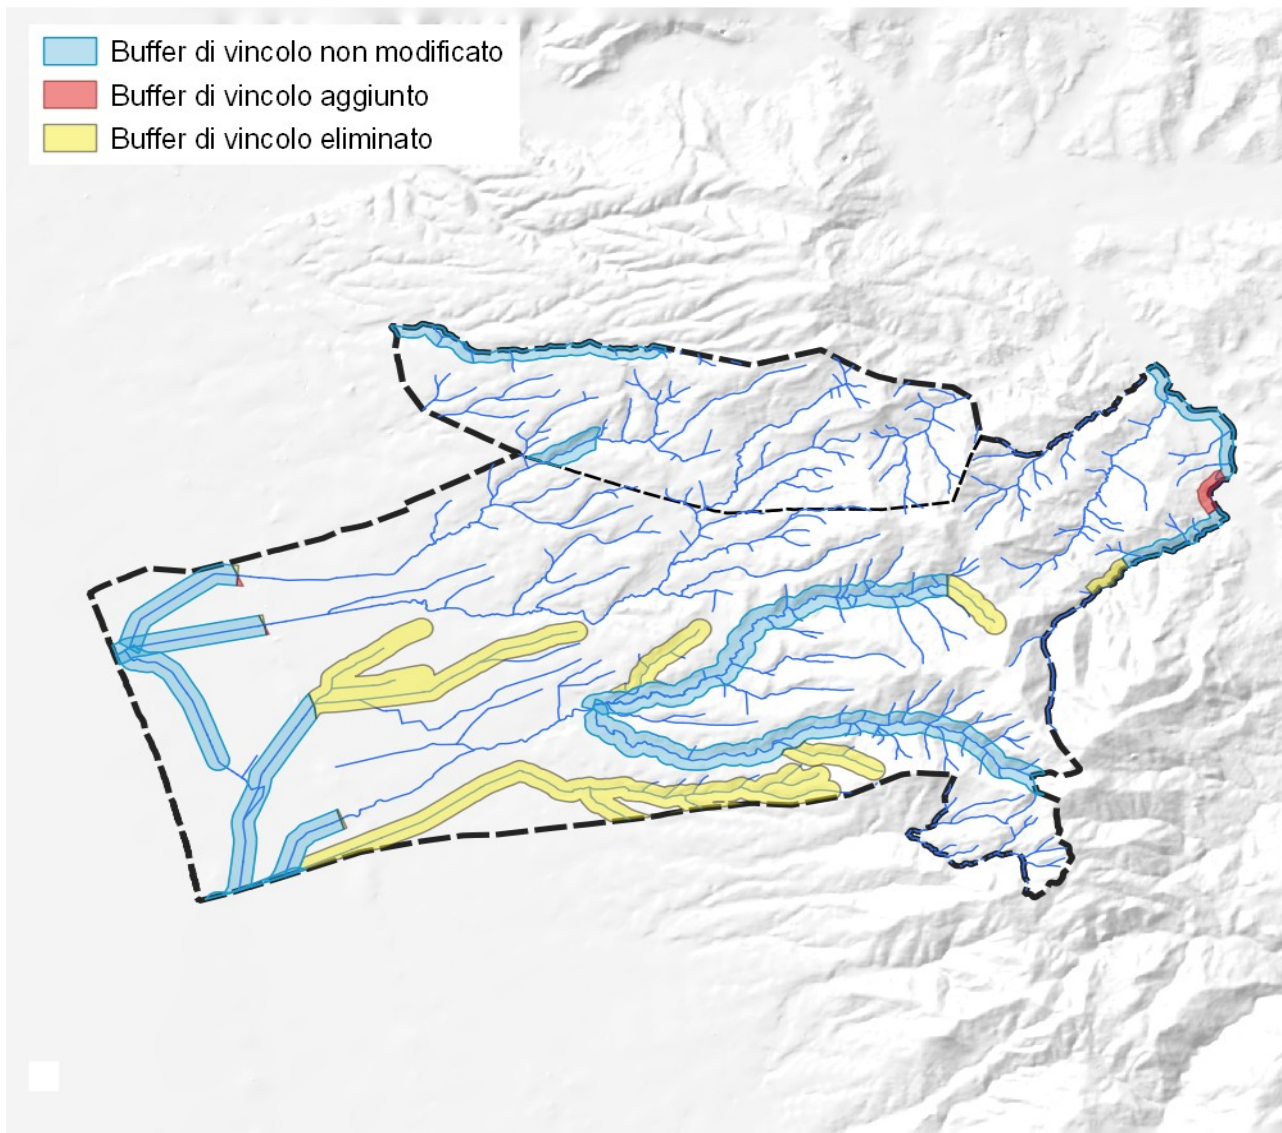 Buffer di vincolo non modificato
Buffer di vincolo aggiunto
Buffer di vincolo eliminato